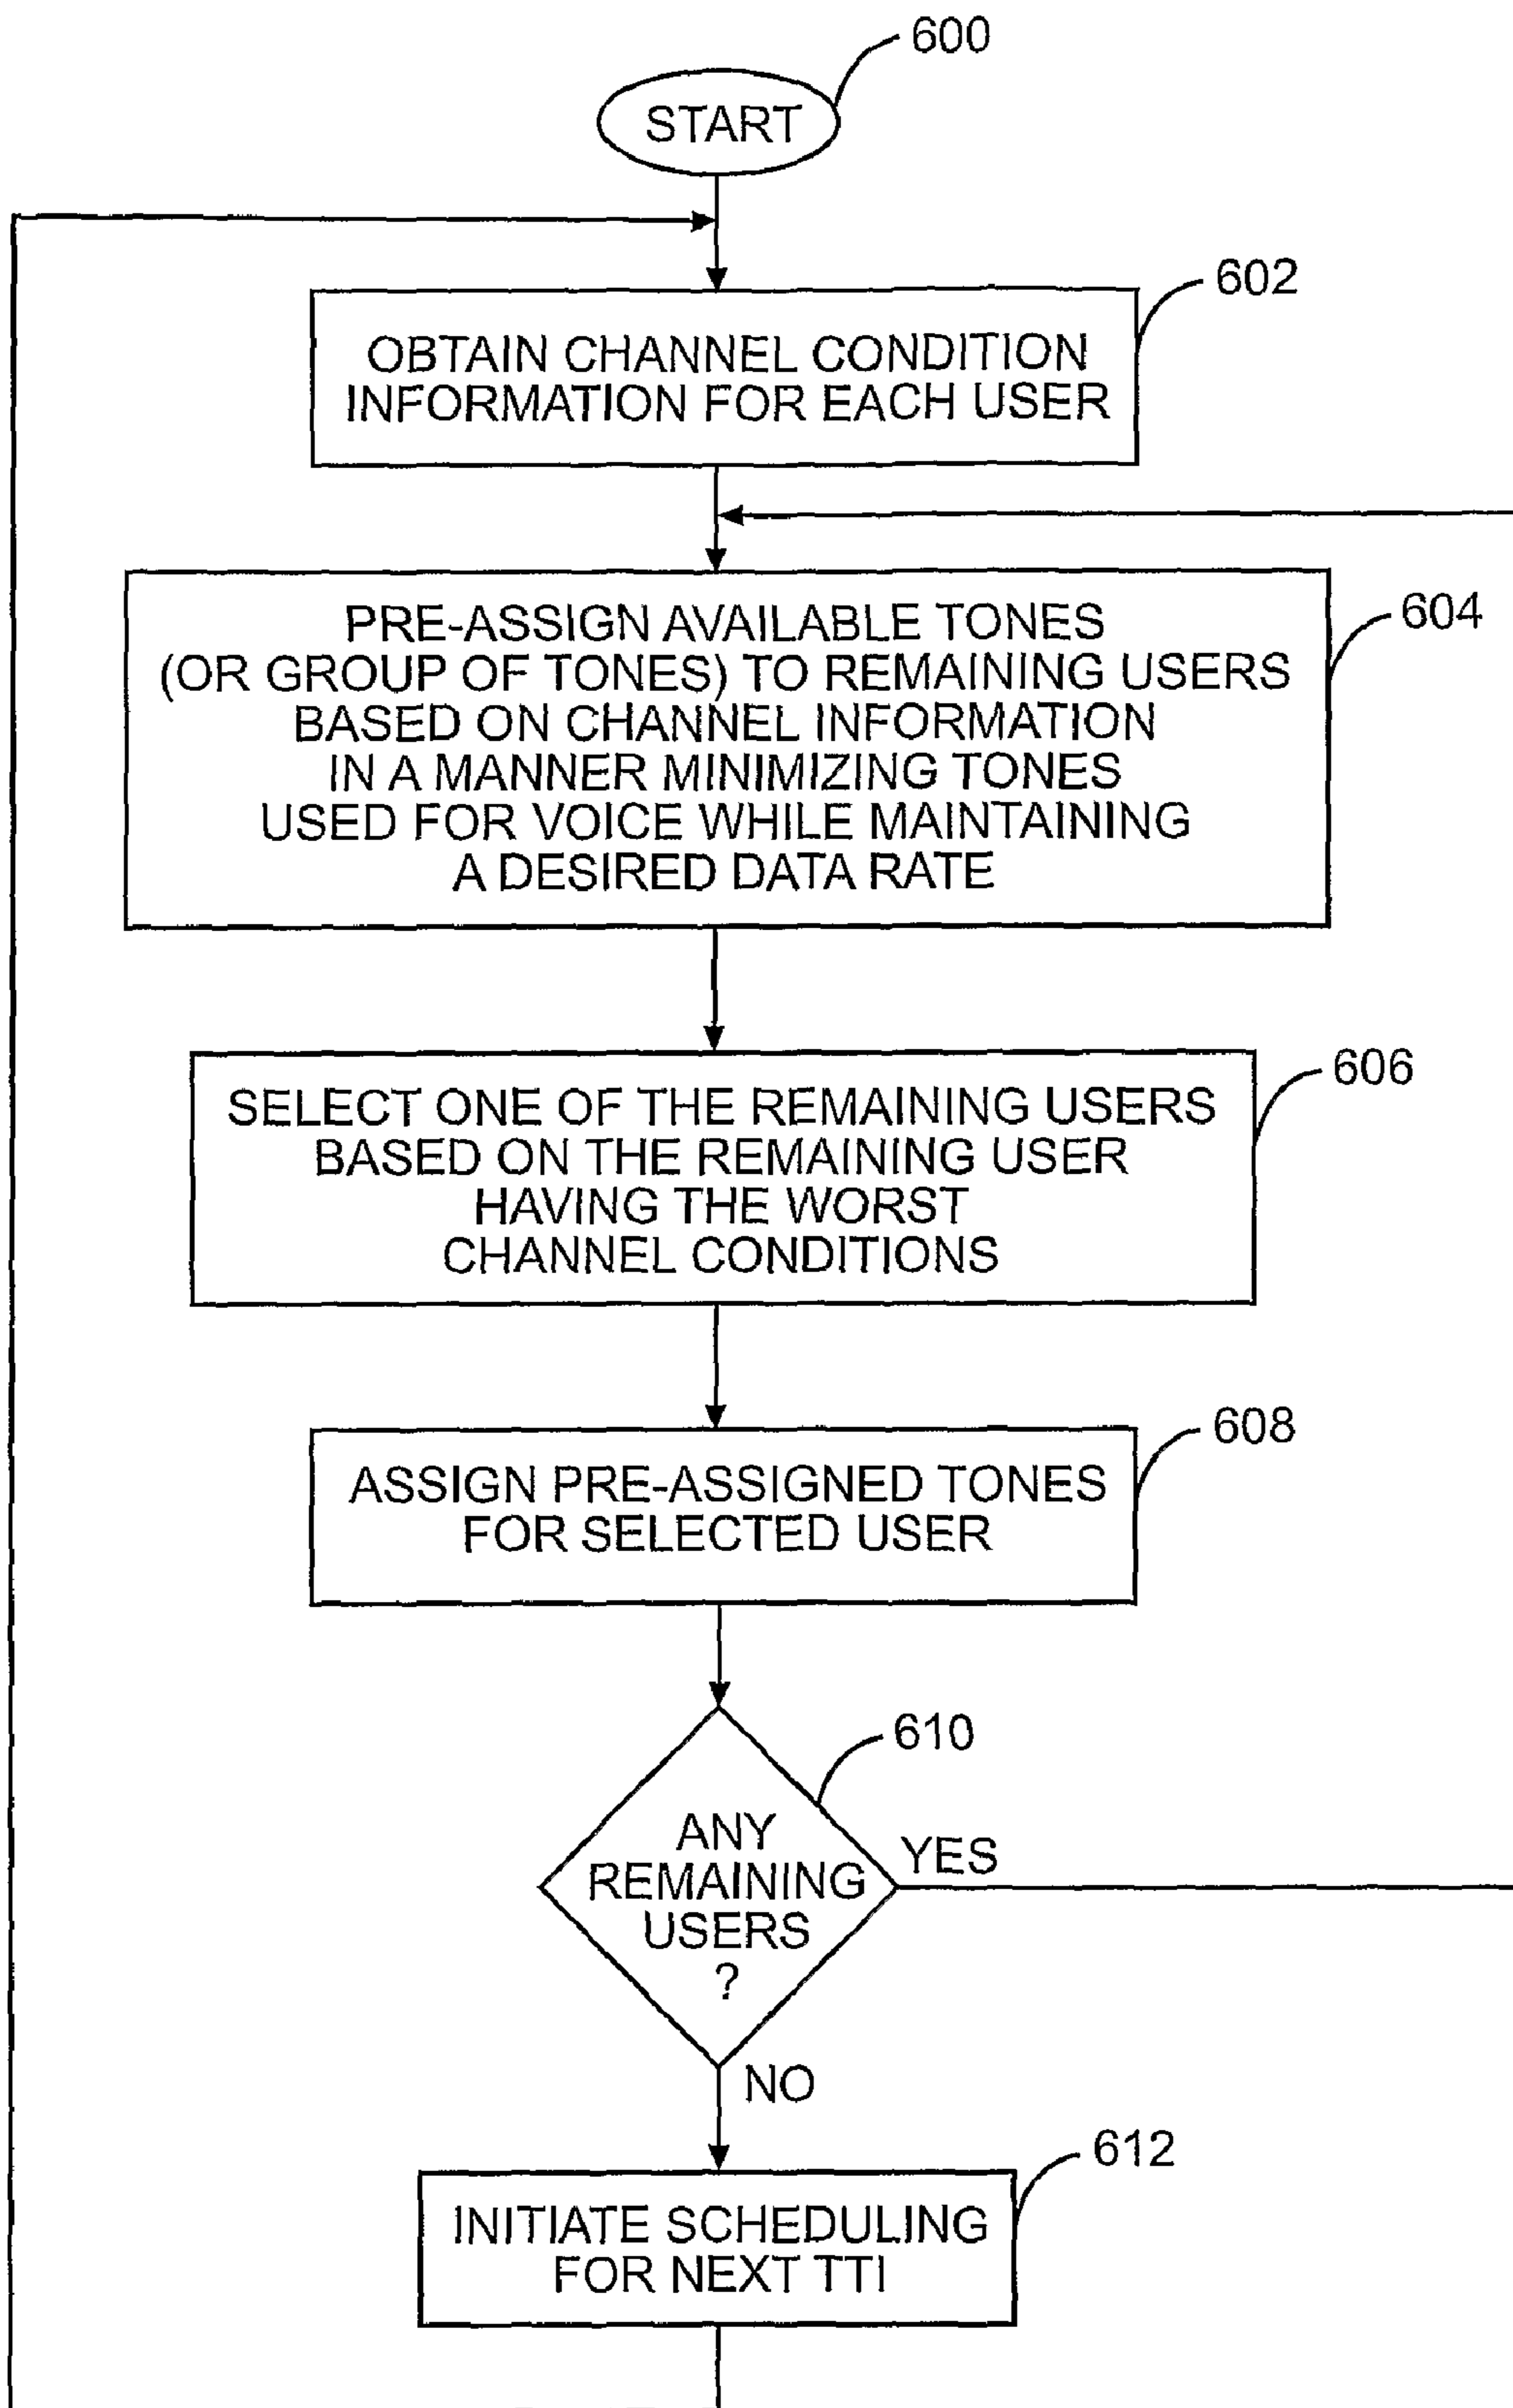 600
START
602
OBTAIN CHANNEL CONDITION
INFORMATION FOR EACH USER
604
PRE-ASSIGN AVAILABLE TONES
(OR GROUP OF TONES) TO REMAINING USERS
BASED ON CHANNEL INFORMATION
IN A MANNER MINIMIZING TONES
USED FOR VOICE WHILE MAINTAINING
A DESIRED DATA RATE
606
SELECT ONE OF THE REMAINING USERS
BASED ON THE REMAINING USER
HAVING THE WORST
CHANNEL CONDITIONS
608
ASSIGN PRE-ASSIGNED TONES
FOR SELECTED USER
610
ANY
REMAINING
USERS
?
YES
NO
612
INITIATE SCHEDULING
FOR NEXT TTI